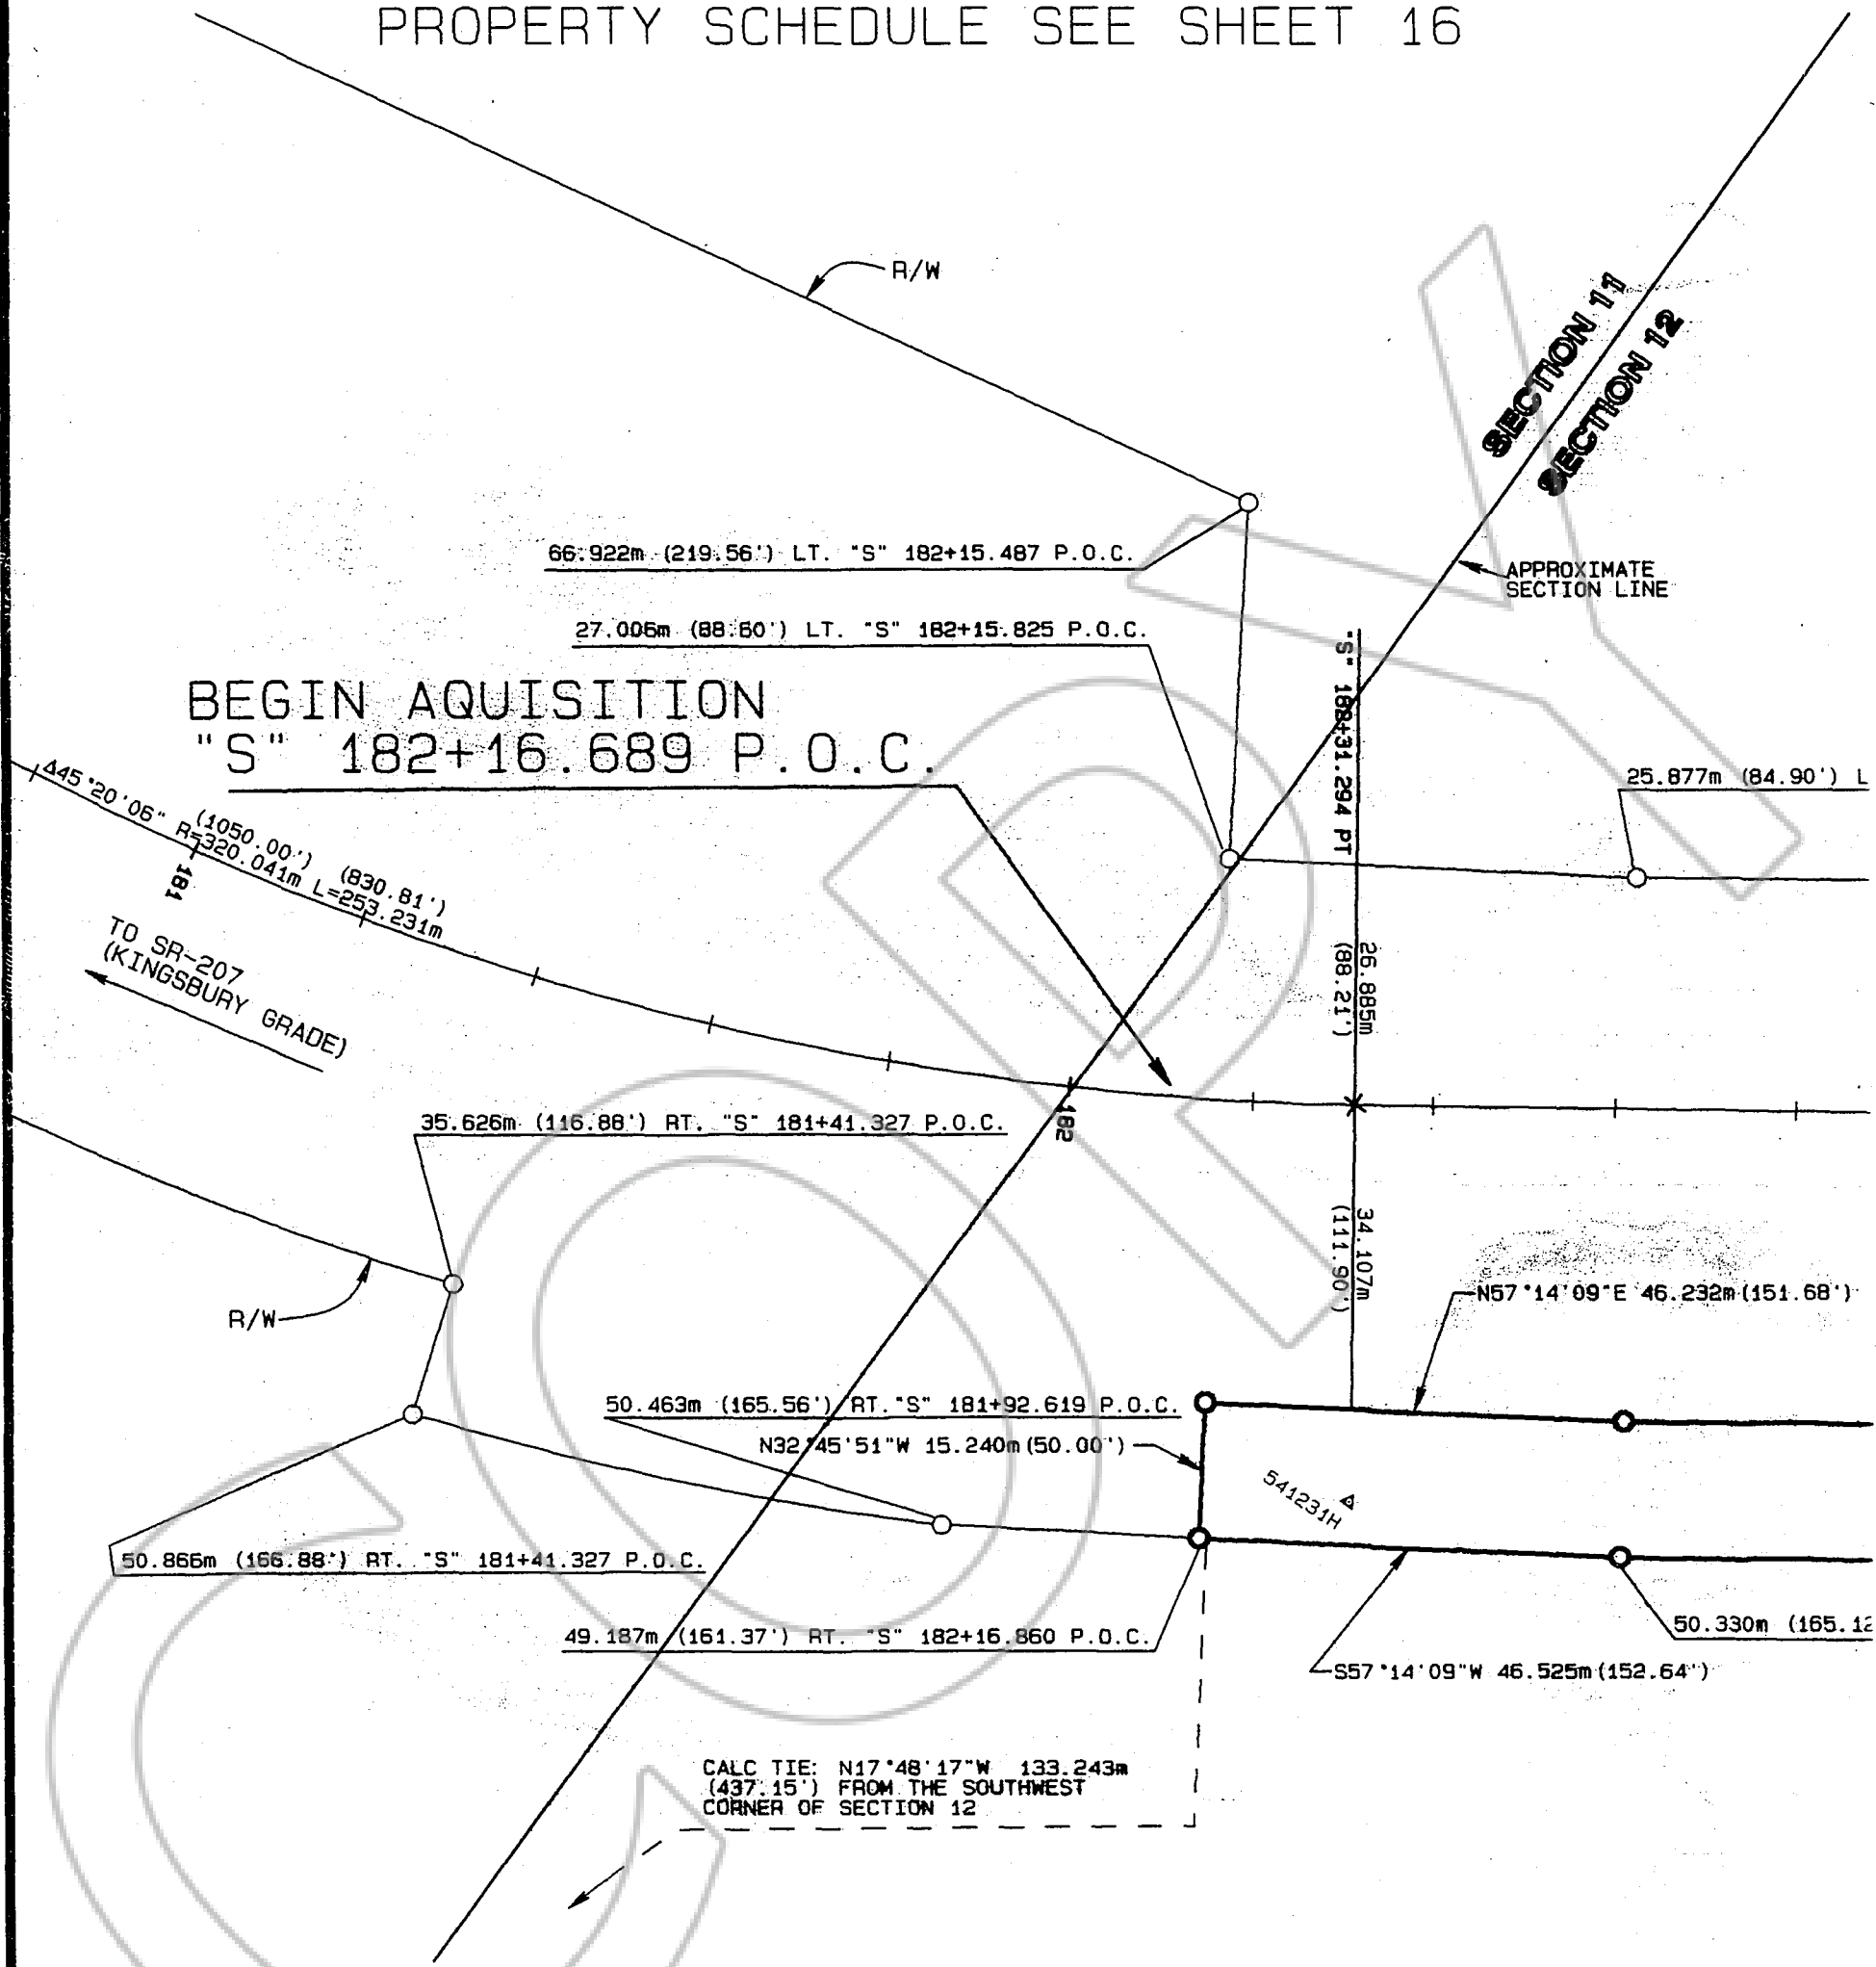 PROPERTY SCHEDULE SEE SHEET 16
R/W
SECTION 11
SECTION 12
66.922m (219.56') LT. "S" 182+15.487 P.O.C.
APPROXIMATE
SECTION LINE
27.006m (88.60') LT. "S" 182+15.825 P.O.C.
BEGIN AQUISITION
"S" 182+16.689 P.O.C.
"S" 182+31.294 PT
25.877m (84.90') L
Δ45°20'06" R=320.041m L=253.231m
(1050.00') (830.81')
181
TO SR-207
(KINGSBURY GRADE)
26.885m
(88.21')
182
35.626m (116.88') RT. "S" 181+41.327 P.O.C.
34.107m
(111.90')
N57°14'09"E 46.232m (151.68')
R/W
50.463m (165.56') RT. "S" 181+92.619 P.O.C.
N32°45'51"W 15.240m (50.00')
541231H
50.866m (166.88') RT. "S" 181+41.327 P.O.C.
49.187m (161.37') RT. "S" 182+16.860 P.O.C.
50.330m (165.12
S57°14'09"W 46.525m (152.64')
CALC TIE: N17°48'17"W 133.243m
(437.15') FROM THE SOUTHWEST
CORNER OF SECTION 12
COPY